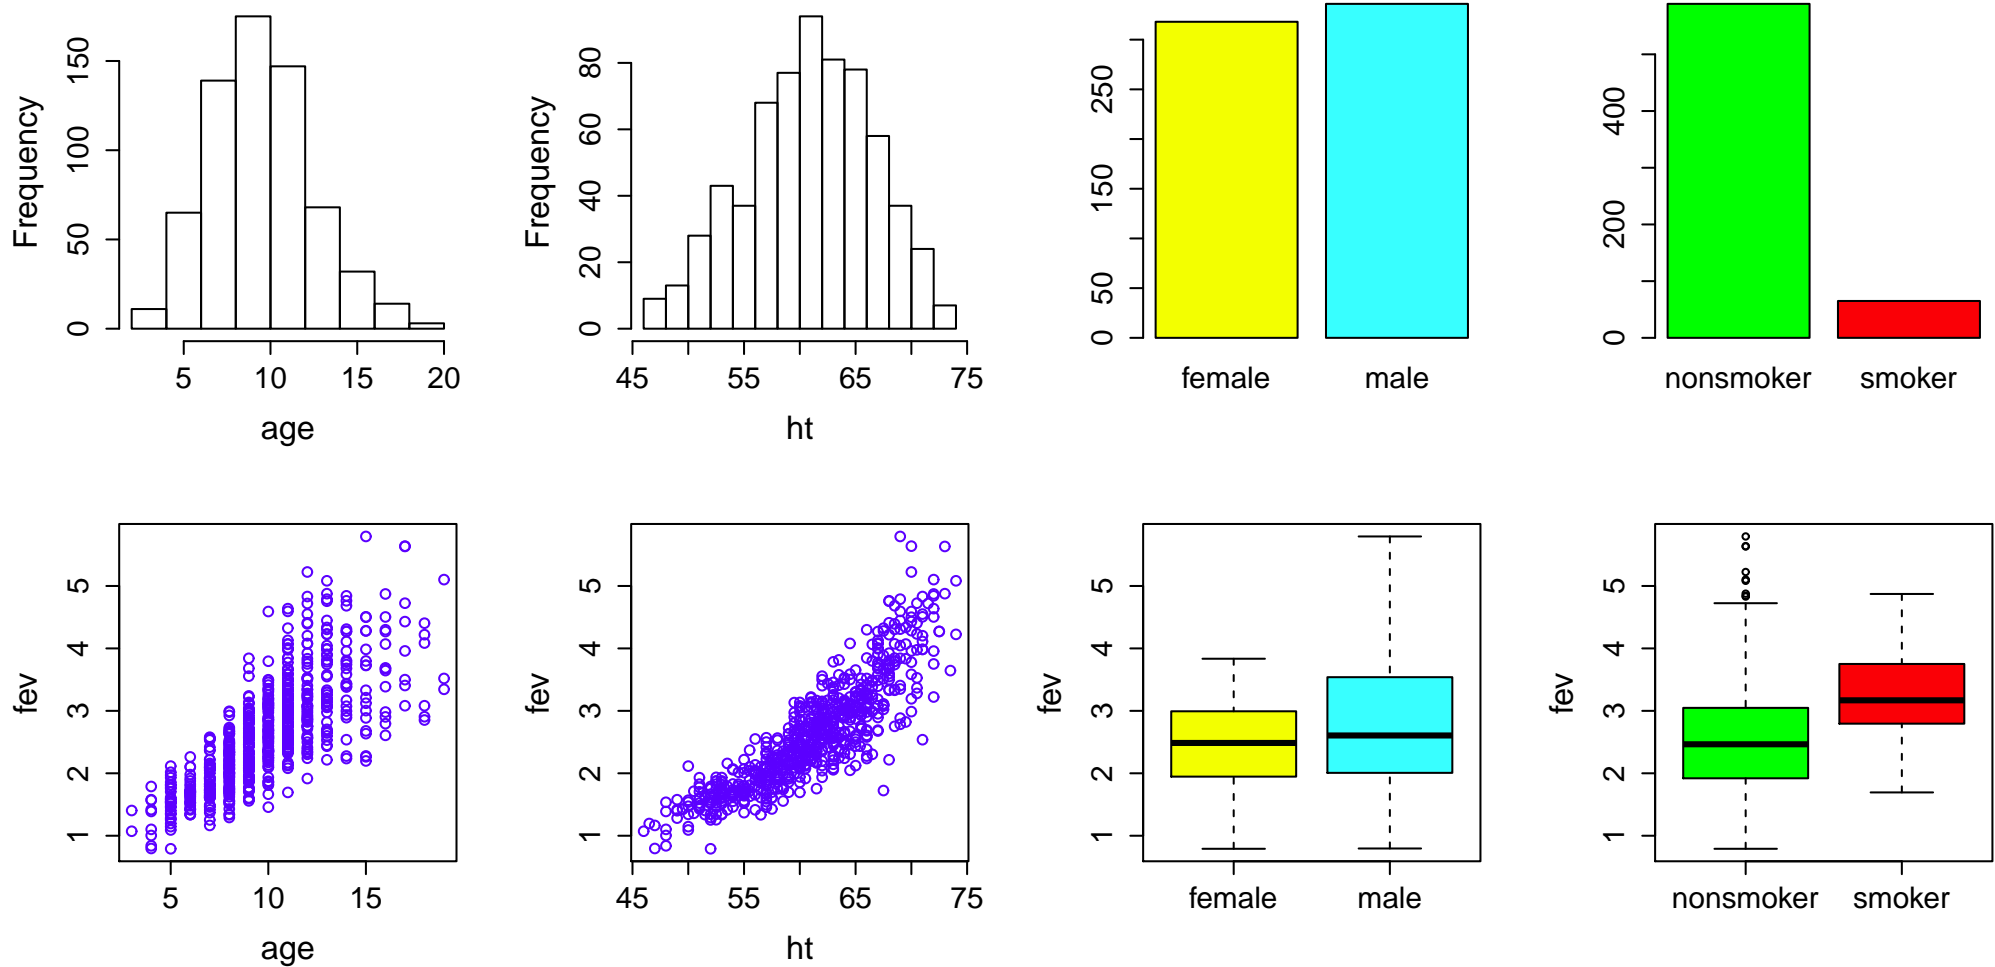 Frequency
0 50 100 150
5 10 15 20
age
Frequency
0 20 40 60 80
45 55 65 75
ht
0 50 150 250
female male
0 200 400
nonsmoker smoker
fev
1 2 3 4 5
5 10 15
age
fev
1 2 3 4 5
45 55 65 75
ht
fev
1 2 3 4 5
female male
fev
1 2 3 4 5
nonsmoker smoker